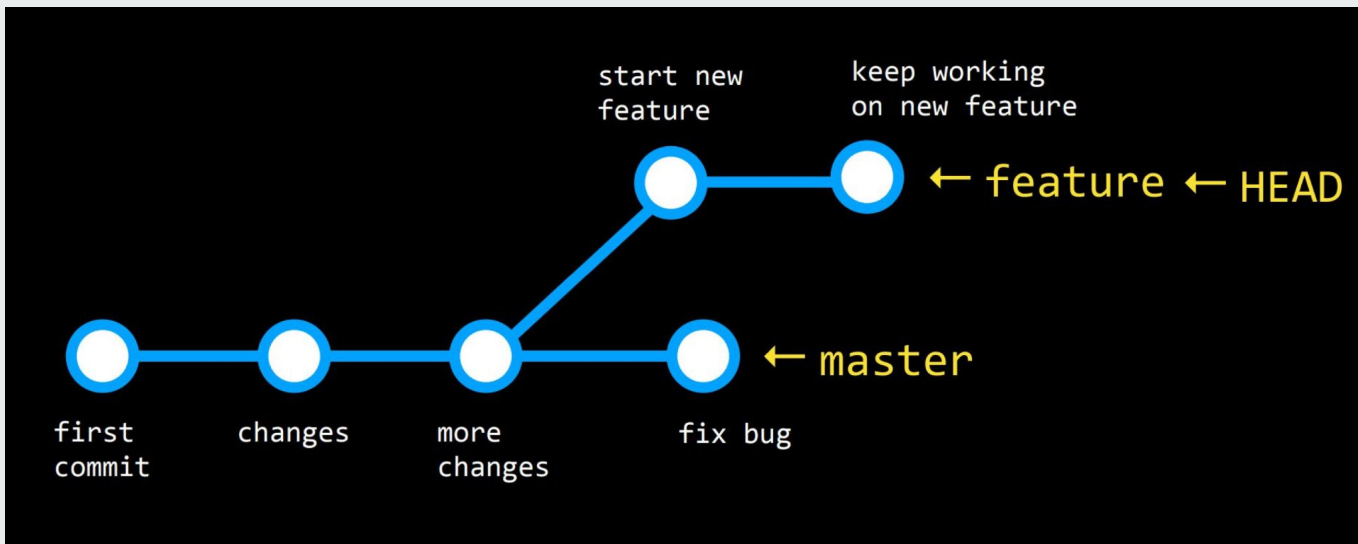 start new
feature
keep working
on new feature
← feature ← HEAD
← master
first
commit
changes
more
changes
fix bug